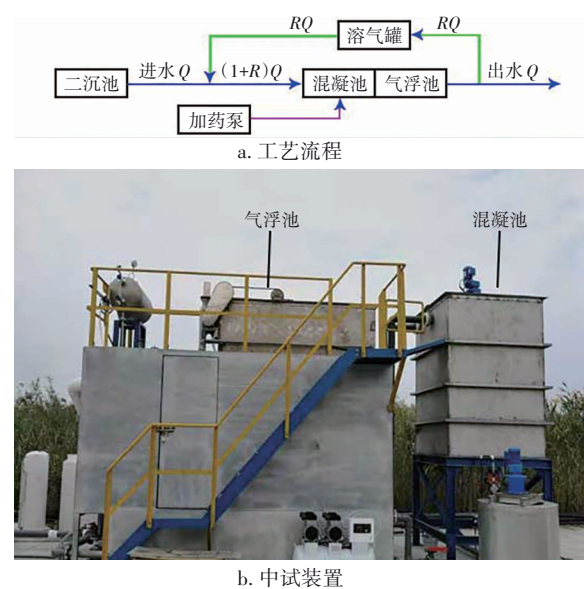 RQ
溶气罐
RQ
二沉池
进水 Q
(1+R)Q
混凝池
气浮池
出水 Q
加药泵
a. 工艺流程
气浮池
混凝池
b. 中试装置